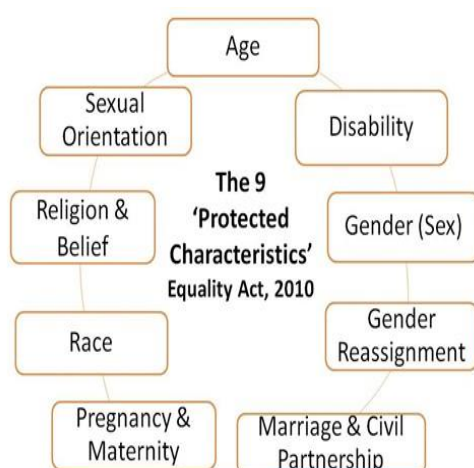 Age
Disability
Gender (Sex)
Gender
Reassignment
Marriage & Civil
Partnership
Pregnancy &
Maternity
Race
Religion &
Belief
Sexual
Orientation
The 9
‘Protected
Characteristics’
Equality Act, 2010